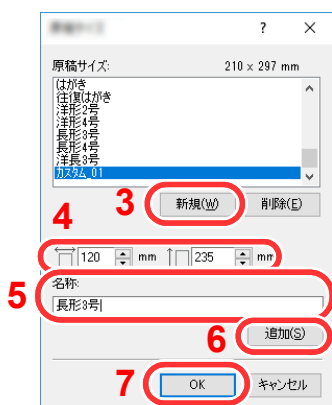 ? ×
原稿サイズ: 210 × 297 mm
はがき
往復はがき
洋形2号
洋形4号
長形3号
長形4号
洋長3号
カスタム_01
3 新規(W) 削除(E)
4
120 mm 235 mm
5 名称:
長形3号
6 追加(S)
7 OK キャンセル